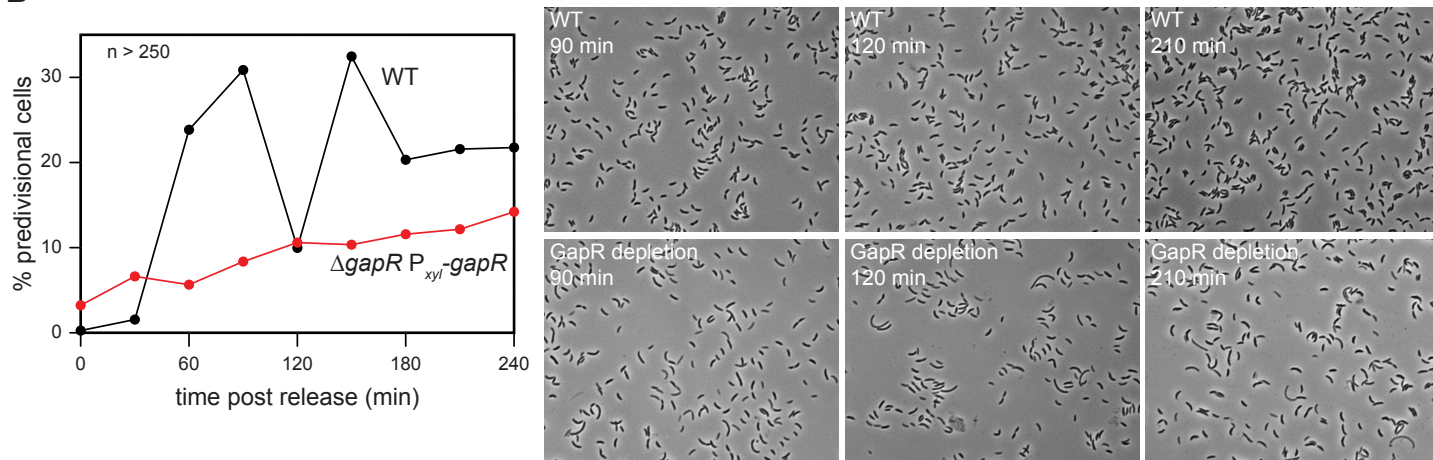 n > 250
% predivisional cells
30
20
10
0
WT
ΔgapR Pxyl-gapR
0 60 120 180 240
time post release (min)
WT
90 min
WT
120 min
WT
210 min
GapR depletion
90 min
GapR depletion
120 min
GapR depletion
210 min